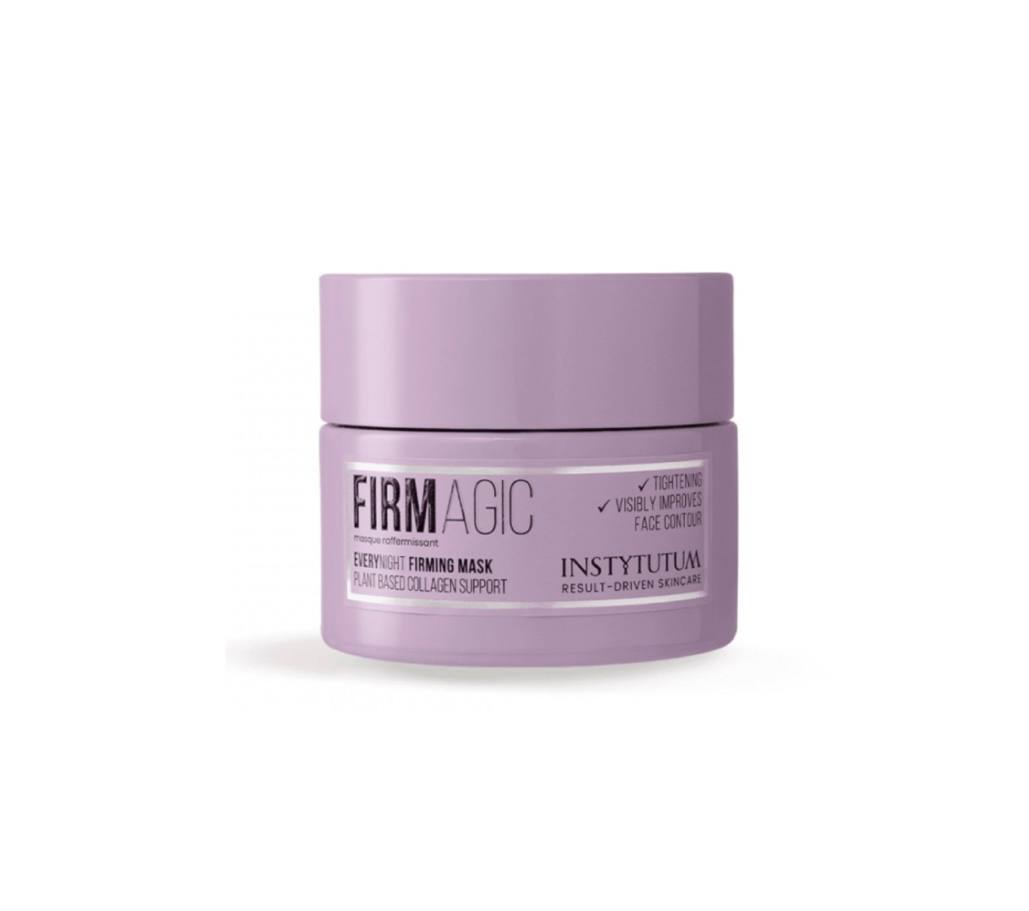 FIRMAGIC
masque raffermissant
EVERYNIGHT FIRMING MASK
PLANT BASED COLLAGEN SUPPORT
✓ TIGHTENING
✓ VISIBLY IMPROVES
FACE CONTOUR
INSTYTUTUM
RESULT-DRIVEN SKINCARE